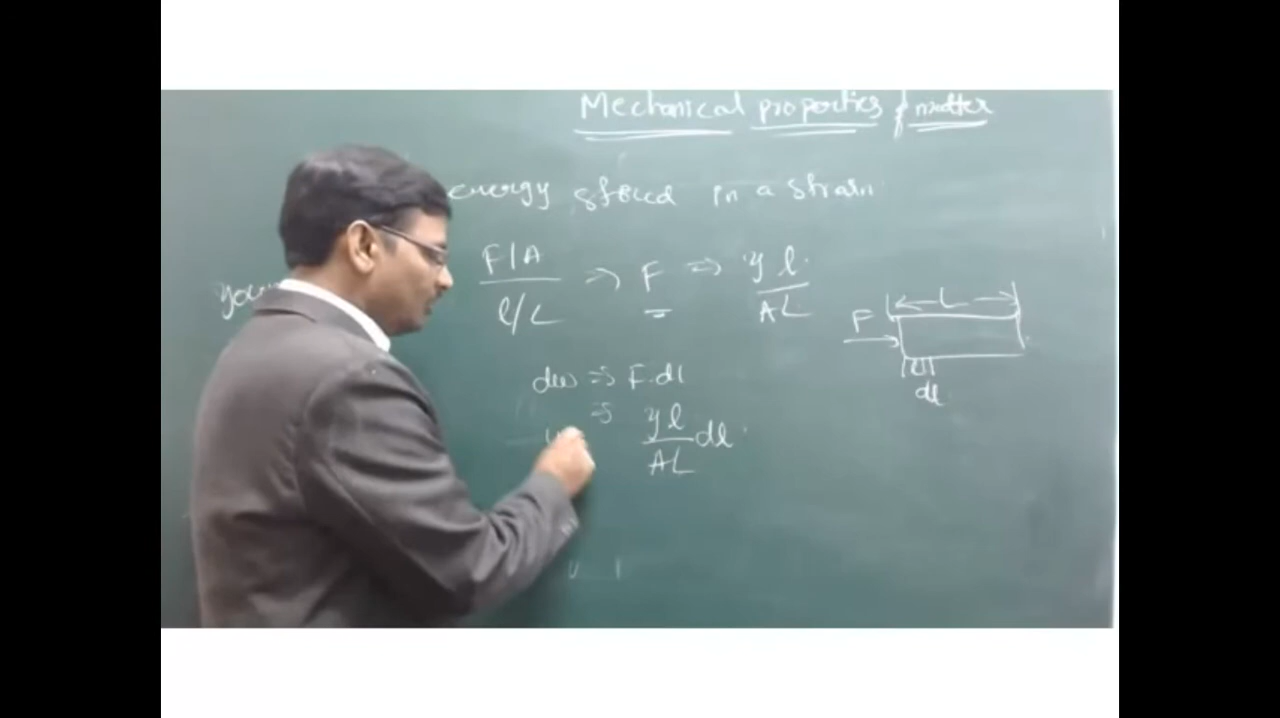 Mechanical properties of matter
energy stored in a strain
F/A
l/L
=> F => yl
AL
F
L
dl
dw => F.dl
=> yl
AL dl